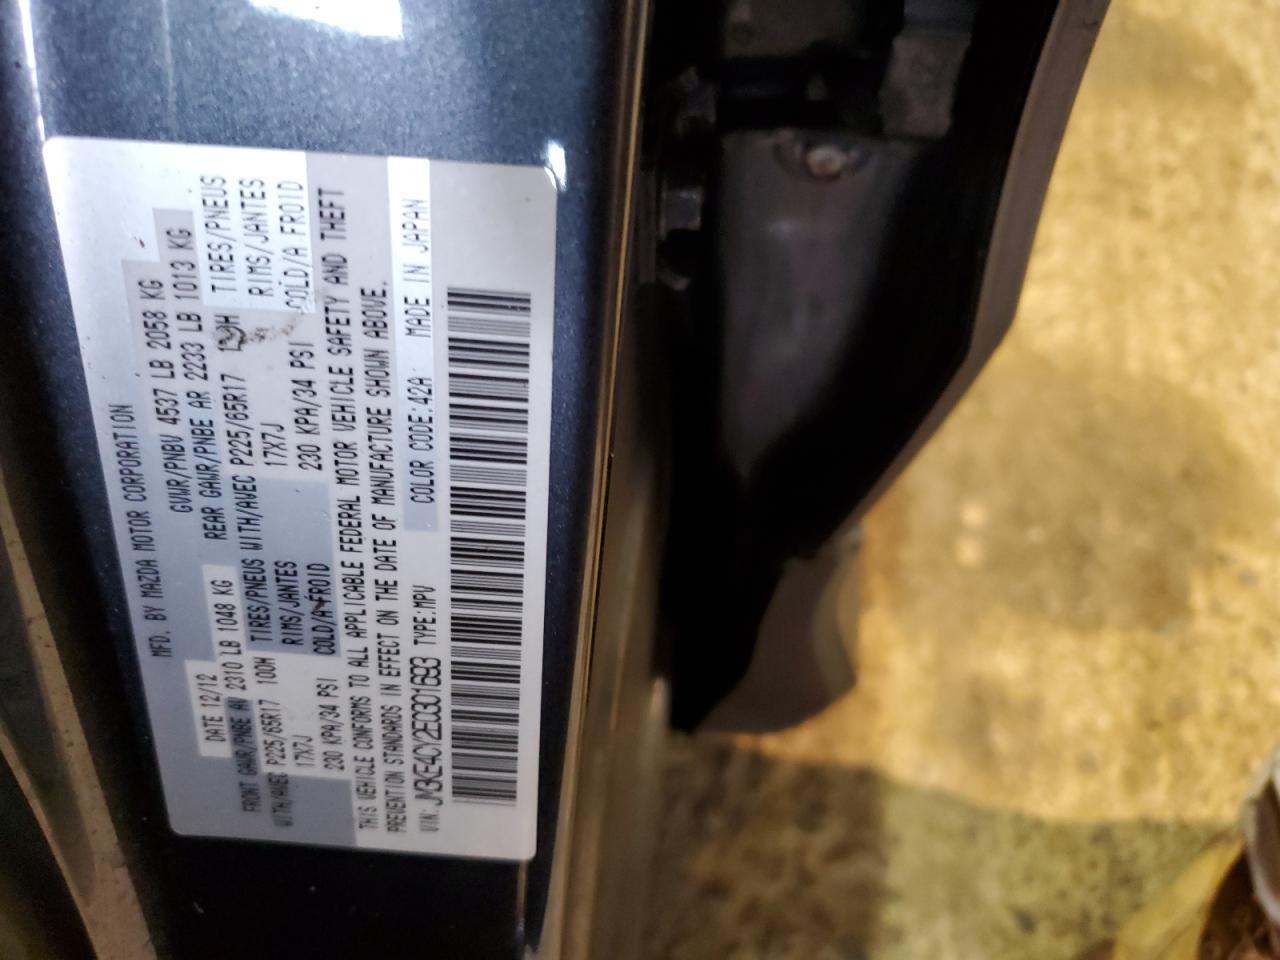 MFD. BY MAZDA MOTOR CORPORATION
DATE 12/12 GVWR/PNBV 4537 LB 2058 KG
FRONT GAWR/PNBE AV 2310 LB 1048 KG REAR GAWR/PNBE AR 2233 LB 1013 KG
WITH/AVEC P225/65R17 100H TIRES/PNEUS WITH/AVEC P225/65R17 TIRES/PNEUS
17X7J RIMS/JANTES 17X7J RIMS/JANTES
230 KPA/34 PSI COLD/A FROID 230 KPA/34 PSI COLD/A FROID
THIS VEHICLE CONFORMS TO ALL APPLICABLE FEDERAL MOTOR VEHICLE SAFETY AND THEFT
PREVENTION STANDARDS IN EFFECT ON THE DATE OF MANUFACTURE SHOWN ABOVE.
VIN: JM3KE4CY2E0301693 TYPE:MPV COLOR CODE:42A MADE IN JAPAN